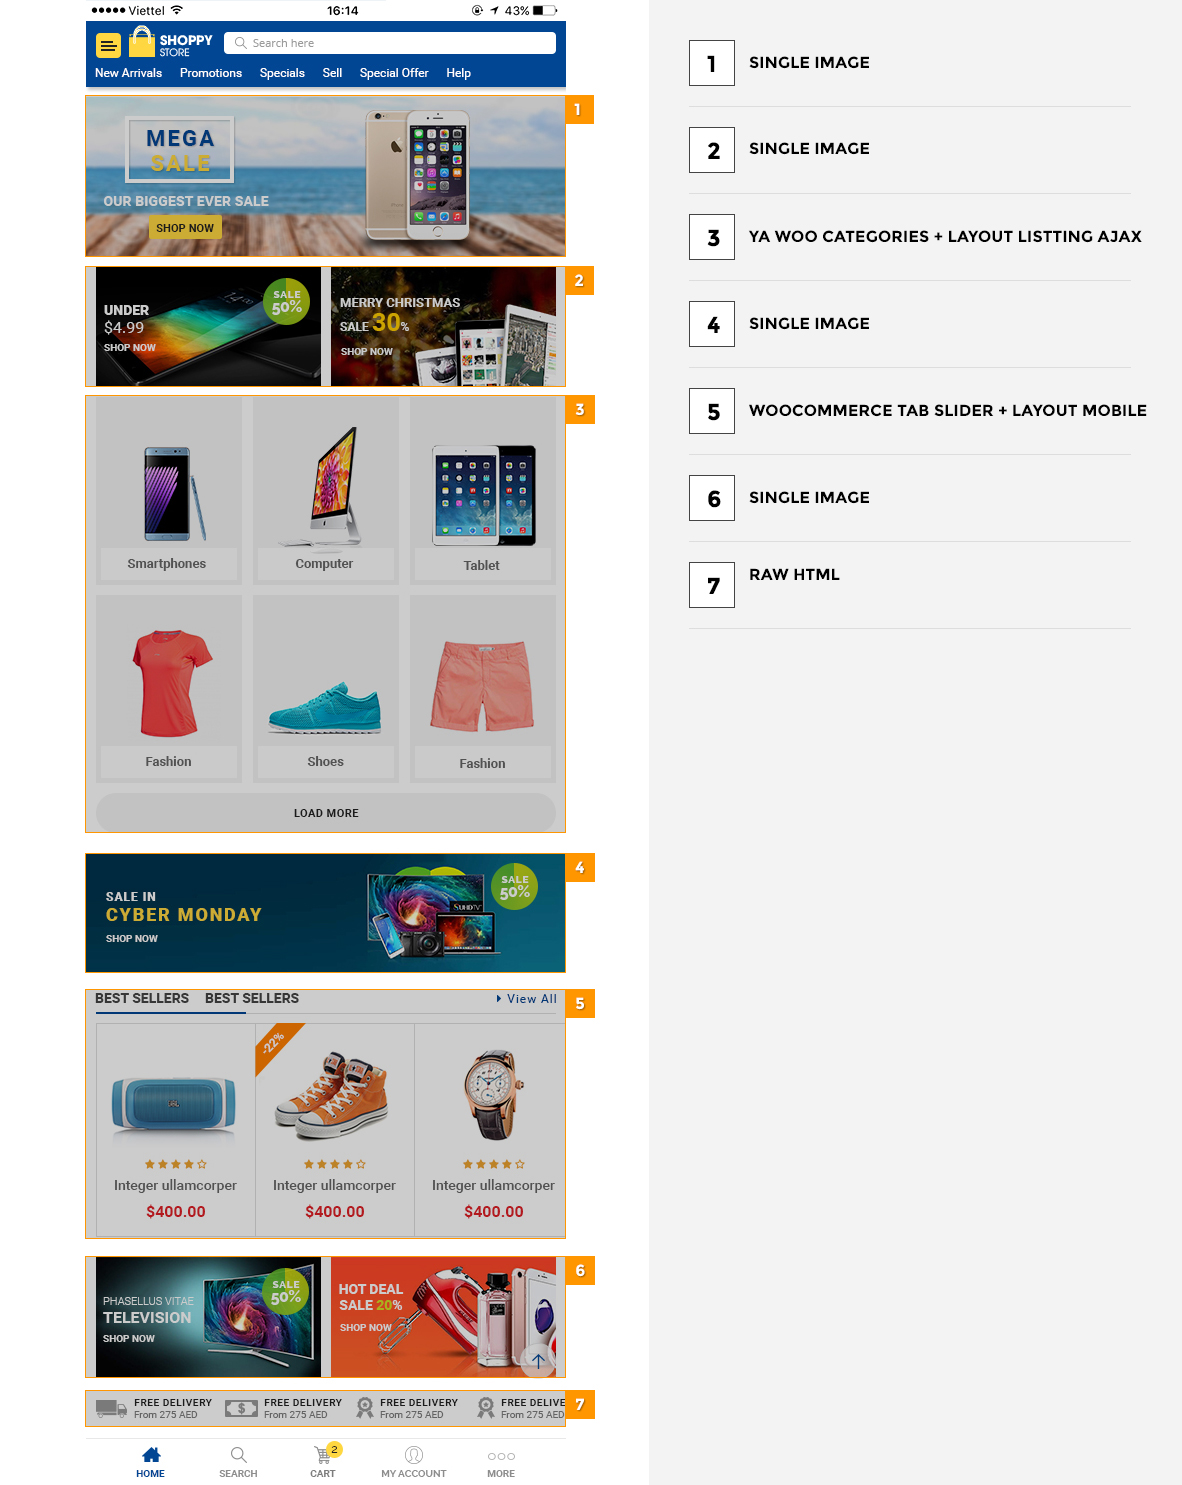 Viettel
16:14
43%
SHOPPY
STORE
Search here
New Arrivals Promotions Specials Sell Special Offer Help
1
MEGA
SALE
OUR BIGGEST EVER SALE
SHOP NOW
2
UNDER
$4.99
SHOP NOW
SALE
50%
MERRY CHRISTMAS
SALE 30%
SHOP NOW
3
Smartphones
Computer
Tablet
Fashion
Shoes
Fashion
LOAD MORE
4
SALE IN
CYBER MONDAY
SHOP NOW
SUHDTV
SALE
50%
5
BEST SELLERS BEST SELLERS
View All
-22%
JBL
Integer ullamcorper
$400.00
Integer ullamcorper
$400.00
Integer ullamcorper
$400.00
6
PHASELLUS VITAE
TELEVISION
SHOP NOW
SALE
50%
HOT DEAL
SALE 20%
SHOP NOW
7
FREE DELIVERY
From 275 AED
FREE DELIVERY
From 275 AED
FREE DELIVERY
From 275 AED
FREE DELIVE
From 275 AED
HOME
SEARCH
2
CART
MY ACCOUNT
MORE
1 SINGLE IMAGE
2 SINGLE IMAGE
3 YA WOO CATEGORIES + LAYOUT LISTTING AJAX
4 SINGLE IMAGE
5 WOOCOMMERCE TAB SLIDER + LAYOUT MOBILE
6 SINGLE IMAGE
7 RAW HTML